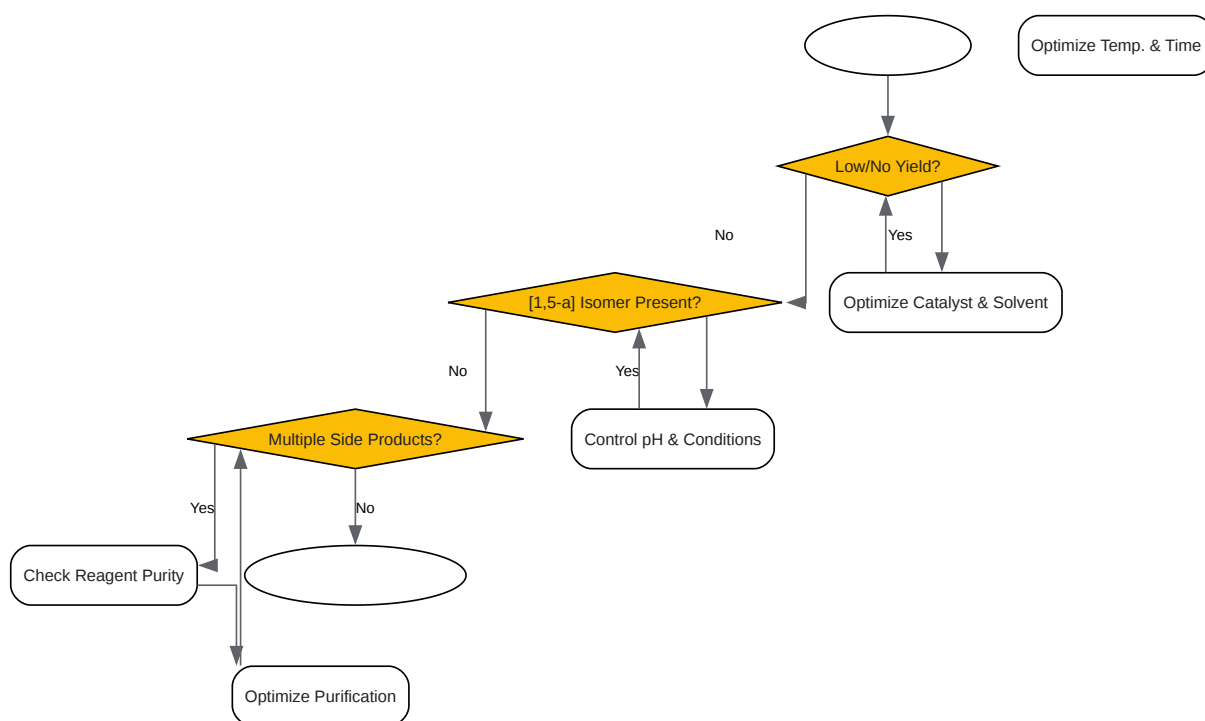 Optimize Temp. & Time
Low/No Yield?
No
Yes
[1,5-a] Isomer Present?
Optimize Catalyst & Solvent
No
Yes
Multiple Side Products?
Control pH & Conditions
Yes
No
Check Reagent Purity
Optimize Purification